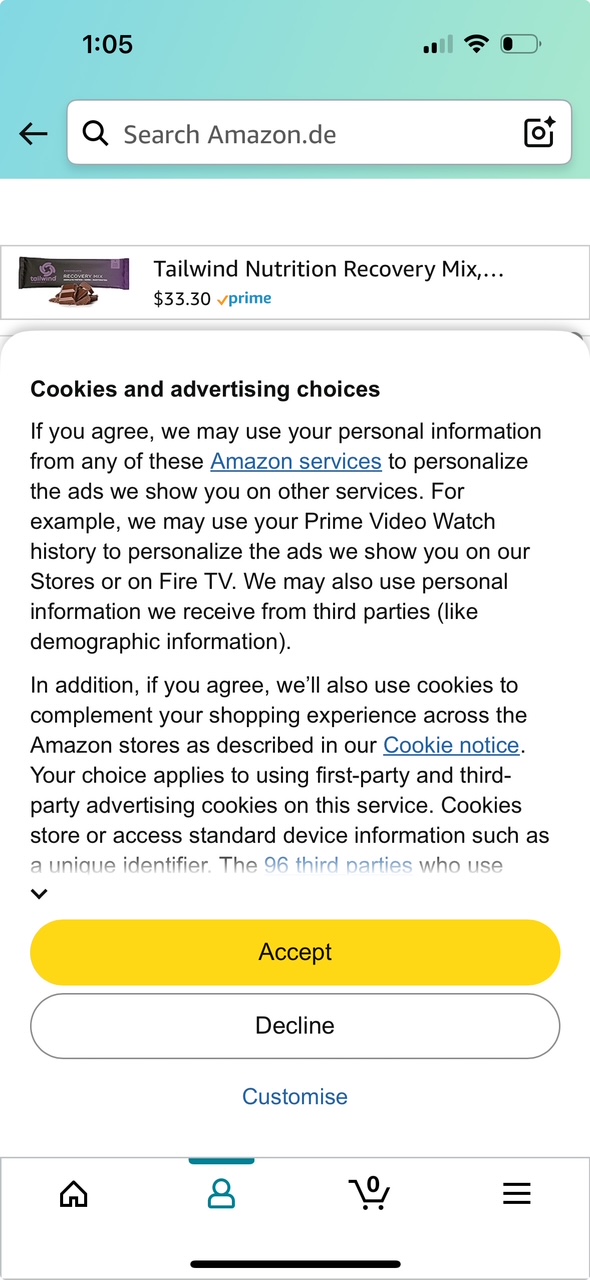 1:05
Search Amazon.de
tailwind
RECOVERY MIX
Tailwind Nutrition Recovery Mix,...
$33.30 prime
Cookies and advertising choices
If you agree, we may use your personal information
from any of these Amazon services to personalize
the ads we show you on other services. For
example, we may use your Prime Video Watch
history to personalize the ads we show you on our
Stores or on Fire TV. We may also use personal
information we receive from third parties (like
demographic information).
In addition, if you agree, we’ll also use cookies to
complement your shopping experience across the
Amazon stores as described in our Cookie notice.
Your choice applies to using first-party and third-
party advertising cookies on this service. Cookies
store or access standard device information such as
a unique identifier. The 96 third parties who use
Accept
Decline
Customise
0